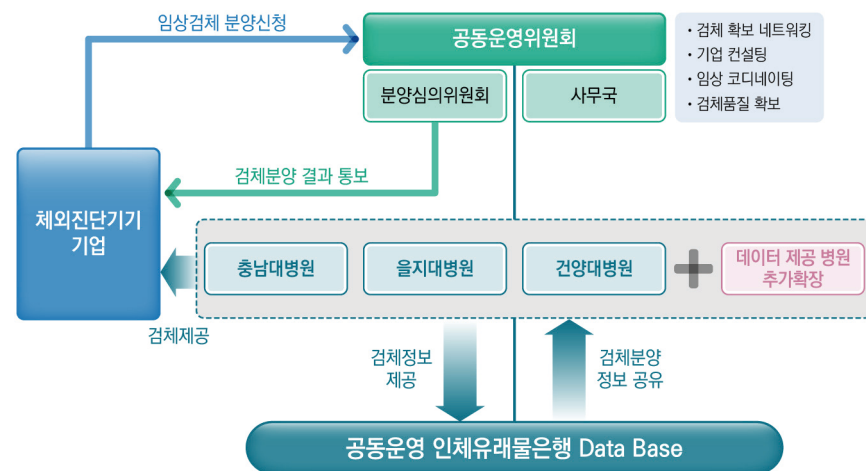 임상검체 분양신청
공동운영위원회
· 검체 확보 네트워킹
· 기업 컨설팅
· 임상 코디네이팅
· 검체품질 확보
분양심의위원회
사무국
검체분양 결과 통보
체외진단기기
기업
충남대병원
을지대병원
건양대병원
데이터 제공 병원
추가확장
검체제공
검체정보
제공
검체분양
정보 공유
공동운영 인체유래물은행 Data Base